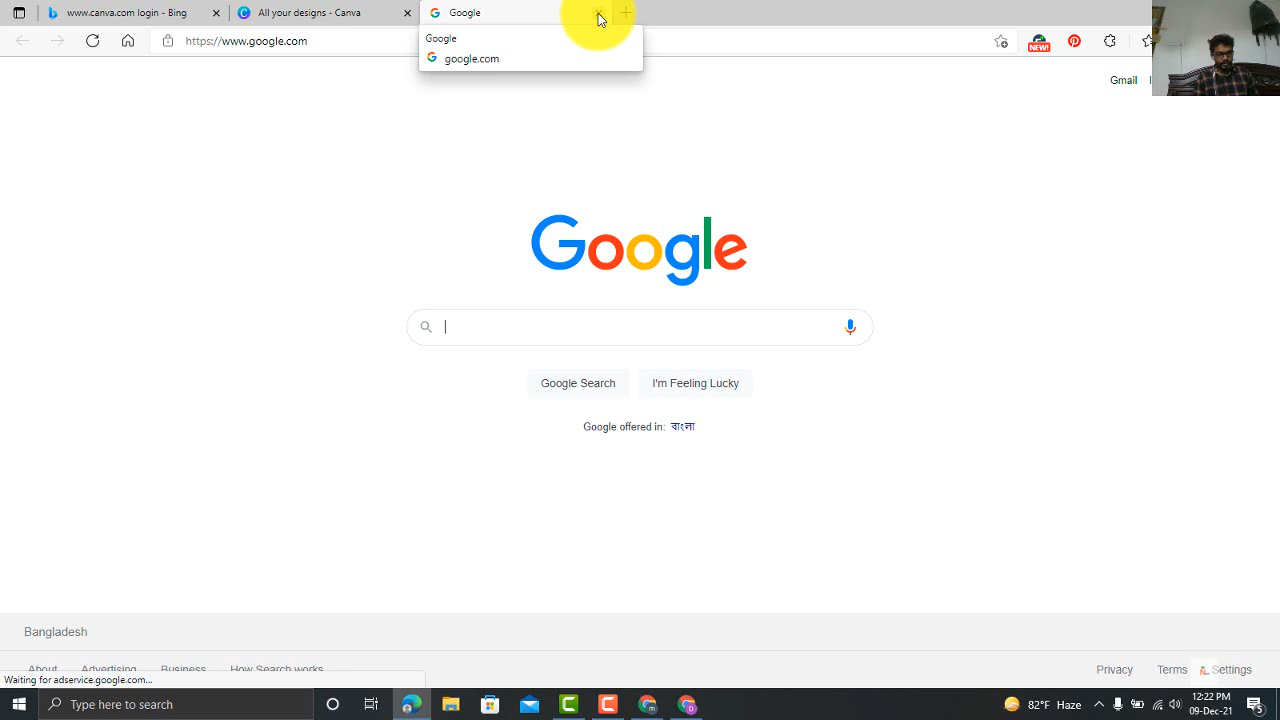 www.canva.com login - Bing
All your designs - Canva
Google
https://www.google.com
Google
google.com
NEW!
Gmail
Google
Google Search
I'm Feeling Lucky
Google offered in: বাংলা
Bangladesh
About Advertising Business How Search works
Privacy Terms Settings
Waiting for adservice.google.com...
Type here to search
82°F Haze
12:22 PM
09-Dec-21